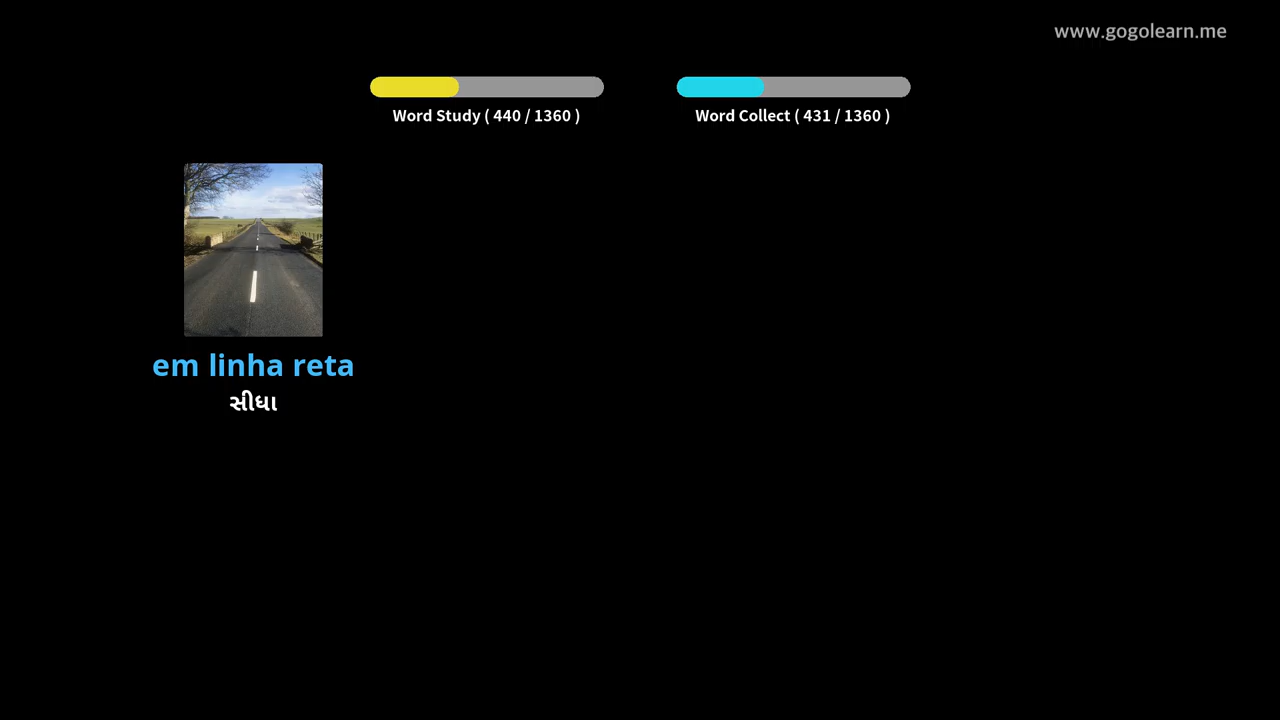 www.gogolearn.me
Word Study ( 440 / 1360 )
Word Collect ( 431 / 1360 )
em linha reta
સીધા